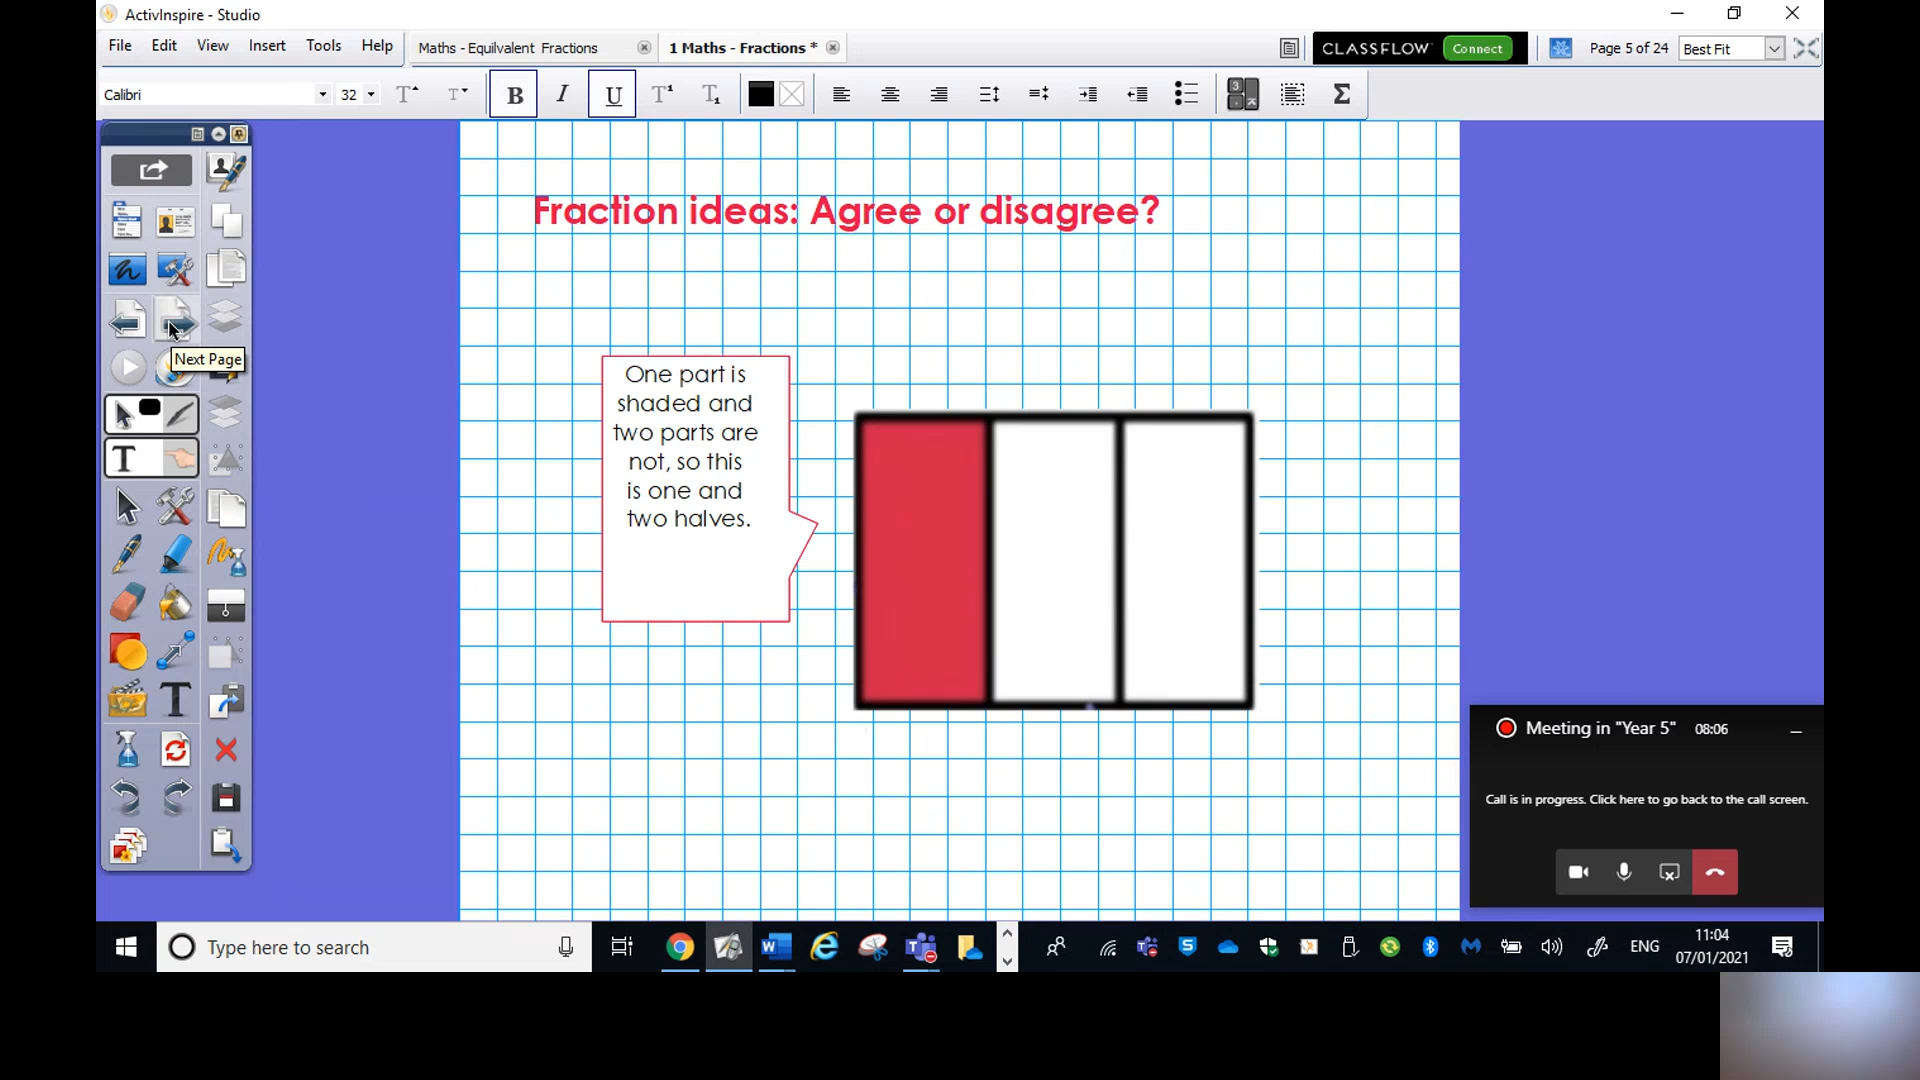 ActivInspire - Studio
File Edit View Insert Tools Help
Maths - Equilvalent Fractions
1 Maths - Fractions *
CLASSFLOW Connect
Page 5 of 24
Best Fit
Calibri
32
B I U T¹ T₁ Σ
Fraction ideas: Agree or disagree?
Next Page
T
One part is
shaded and
two parts are
not, so this
is one and
two halves.
T
Meeting in "Year 5" 08:06
Call is in progress. Click here to go back to the call screen.
Type here to search
ENG
11:04
07/01/2021